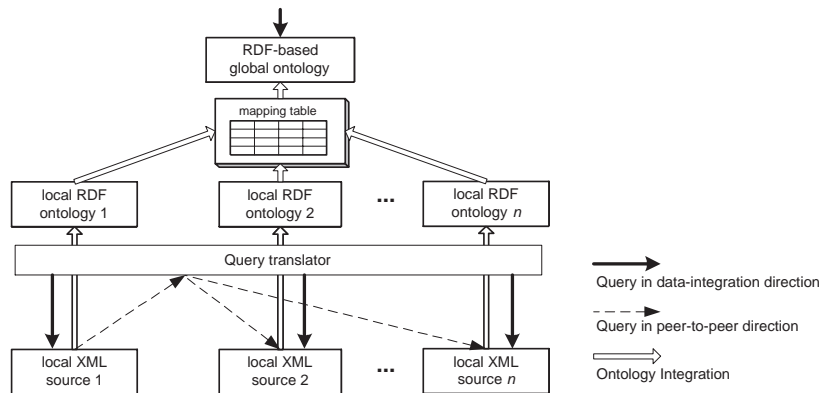 RDF-based
global ontology
mapping table
local RDF
ontology 1
local RDF
ontology 2
...
local RDF
ontology n
Query translator
local XML
source 1
local XML
source 2
...
local XML
source n
Query in data-integration direction
Query in peer-to-peer direction
Ontology Integration